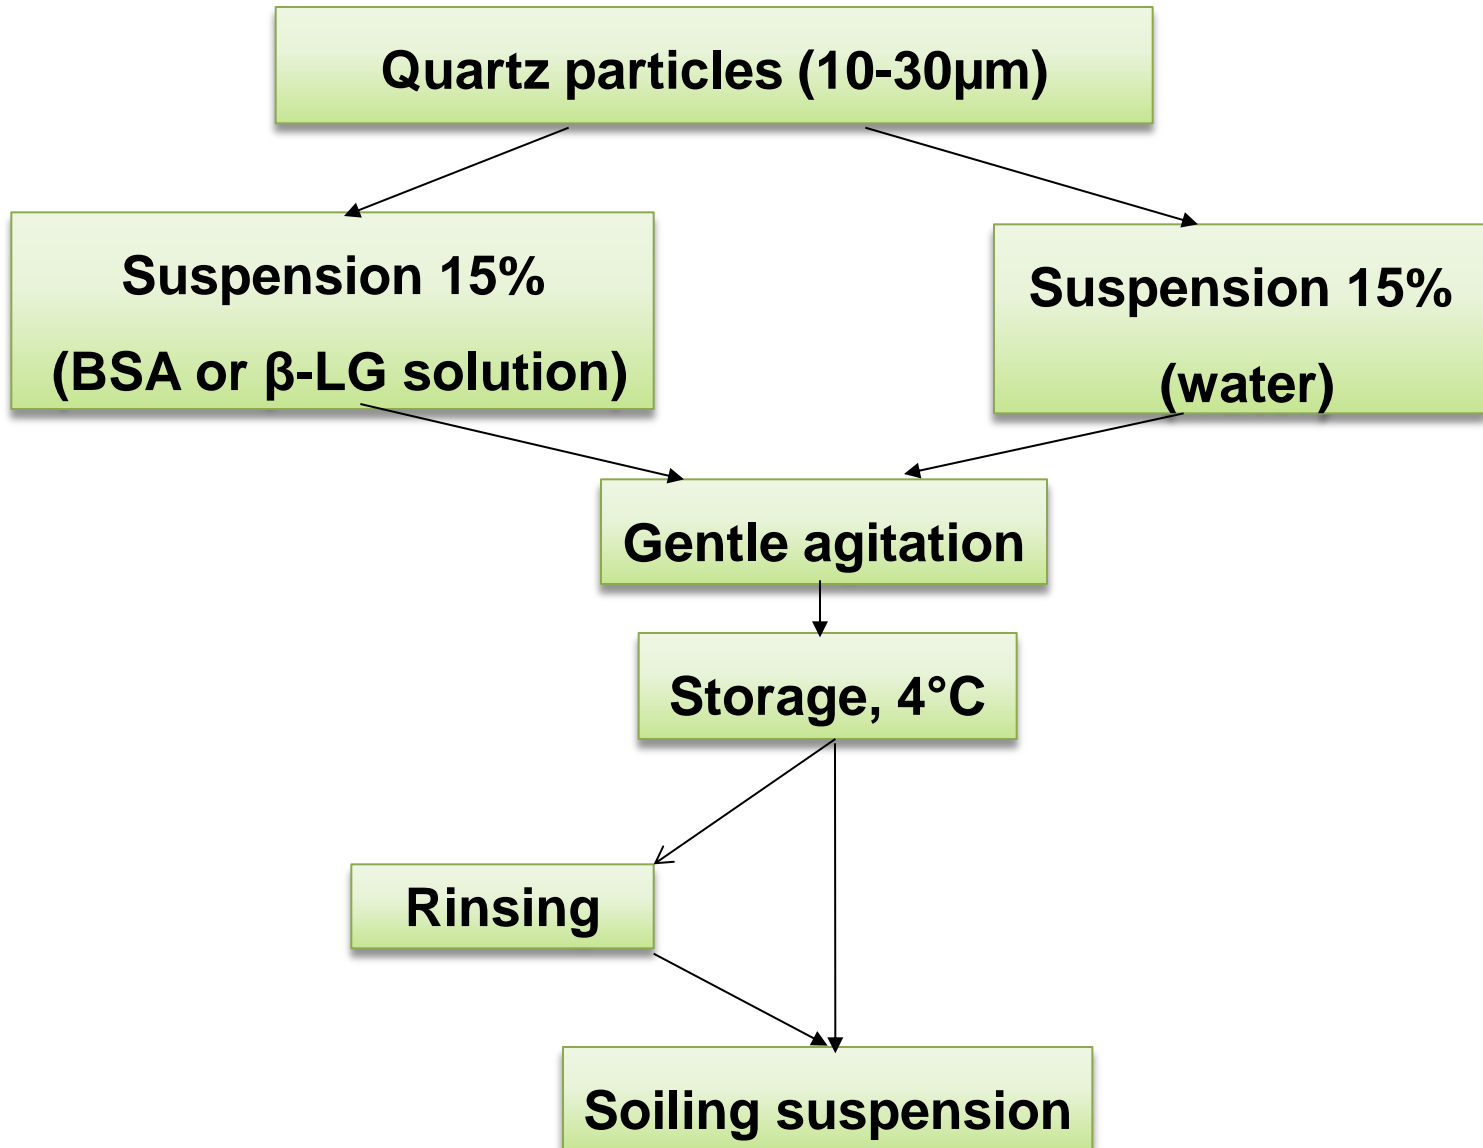 Quartz particles (10-30µm)
Suspension 15%
(BSA or β-LG solution)
Suspension 15%
(water)
Gentle agitation
Storage, 4°C
Rinsing
Soiling suspension